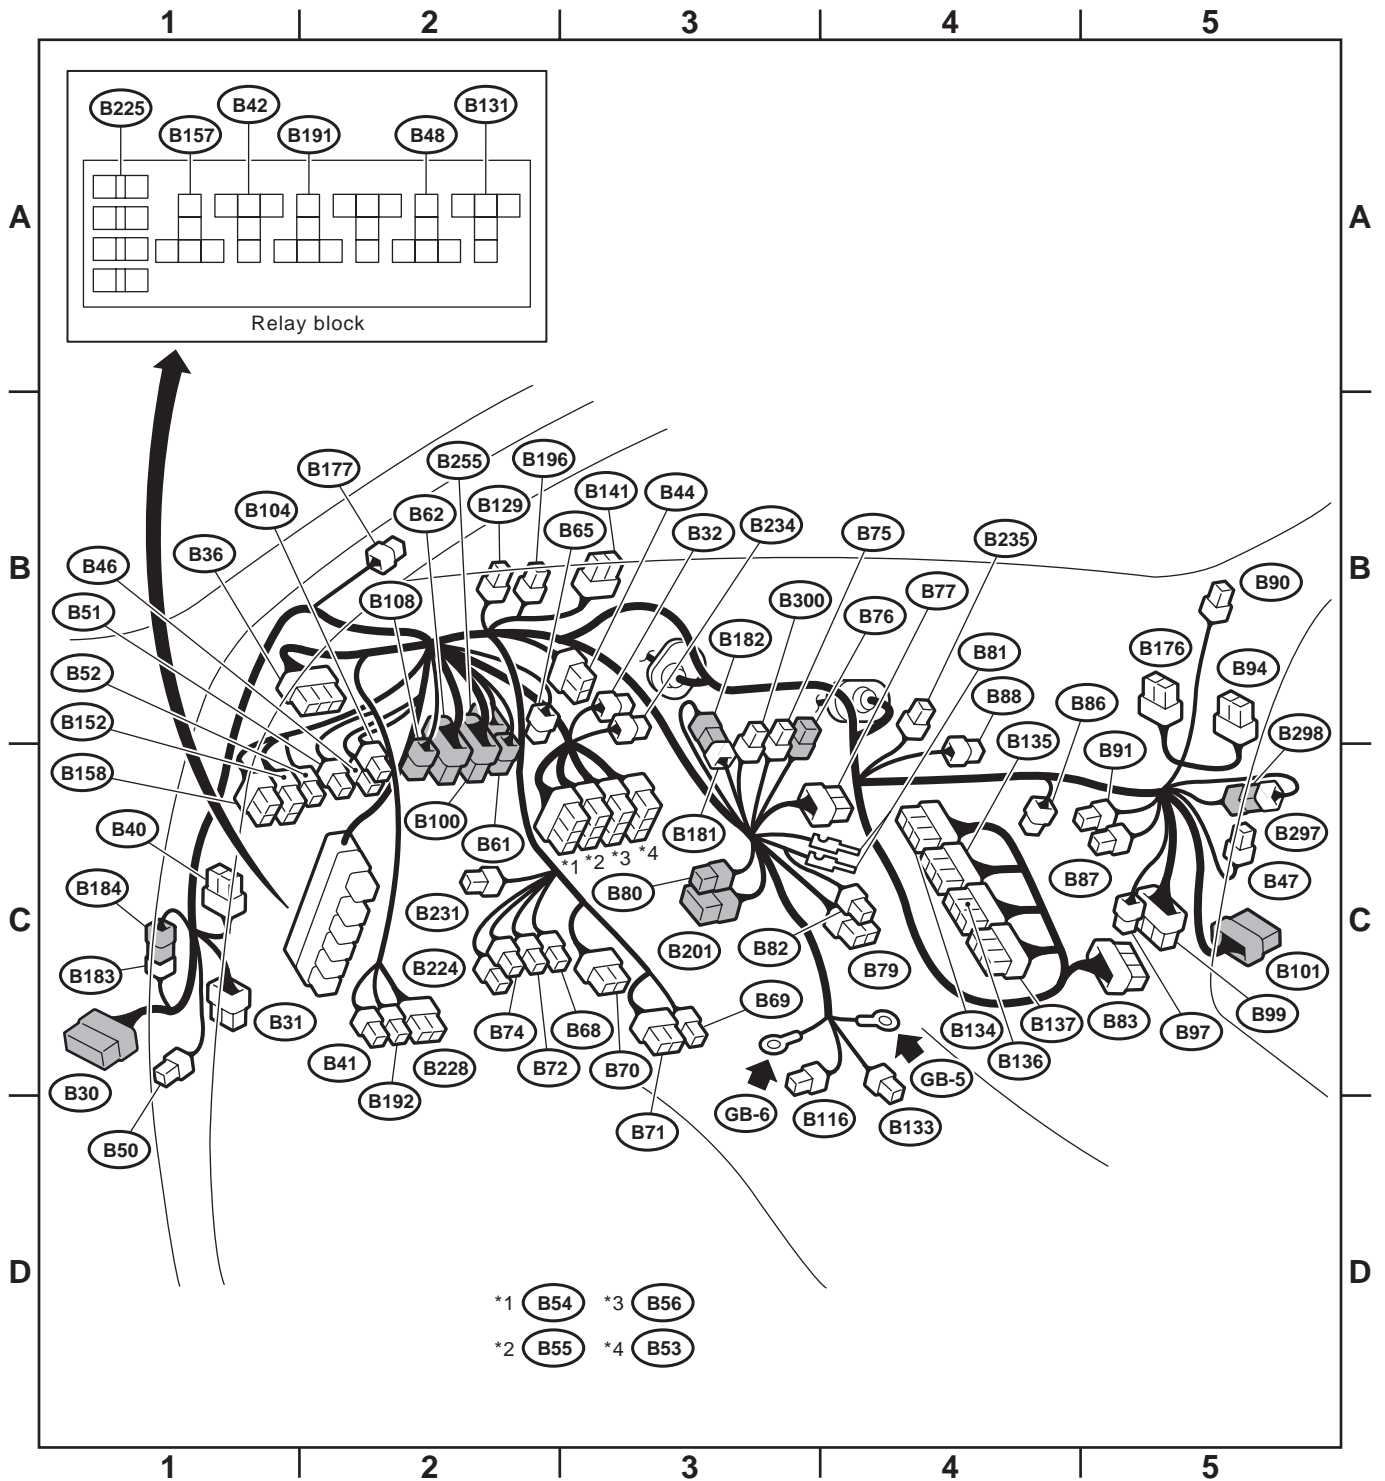 1 2 3 4 5
B225 B42 B131
B157 B191 B48
A A
Relay block
B255 B196
B177 B141 B44
B104 B62 B129 B65 B32 B234 B75 B235
B36
B46 B B
B51 B108 B300 B77 B90
B76
B52 B182 B81 B176 B94
B88
B152 B86 B298
B158 B135 B91
B40 B100 B61 B181 B297
*1 *2 *3 *4
B184 B80 B87 B47
B231
C C
B183 B224 B201 B82 B79 B101
B31 B74 B68 B69 B134 B137 B83 B97 B99
B41 B228 B72 B70 B136
B30 B192 GB-5
GB-6 B116 B133
B50 B71
D D
*1 B54 *3 B56
*2 B55 *4 B53
1 2 3 4 5